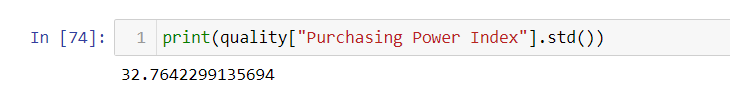 In [74]: 1 print(quality["Purchasing Power Index"].std())
32.7642299135694